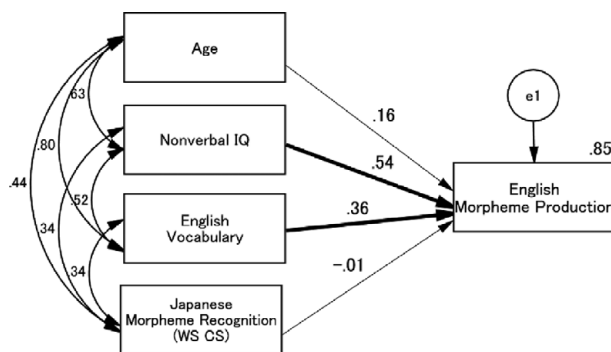 Age
.63
Nonverbal IQ
.80
.44
.52
English
Vocabulary
.34
.34
Japanese
Morpheme Recognition
(WS CS)
.16
.54
.36
-.01
e1
.85
English
Morpheme Production